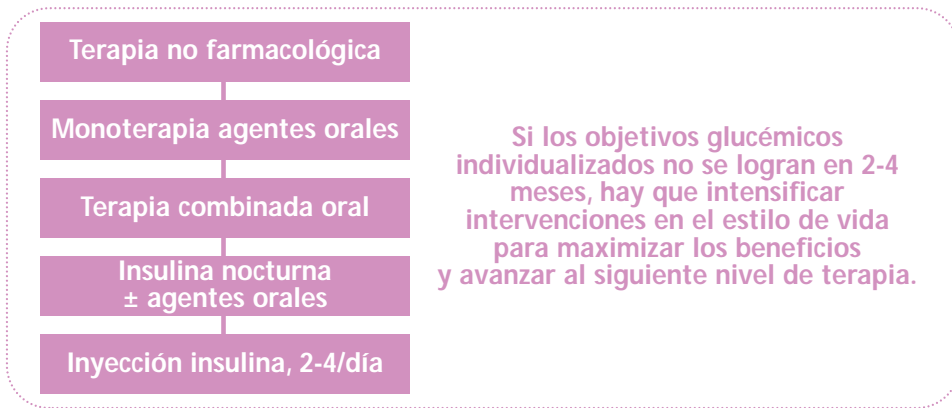 Terapia no farmacológica
Monoterapia agentes orales
Terapia combinada oral
Insulina nocturna
± agentes orales
Inyección insulina, 2-4/día
Si los objetivos glucémicos
individualizados no se logran en 2-4
meses, hay que intensificar
intervenciones en el estilo de vida
para maximizar los beneficios
y avanzar al siguiente nivel de terapia.